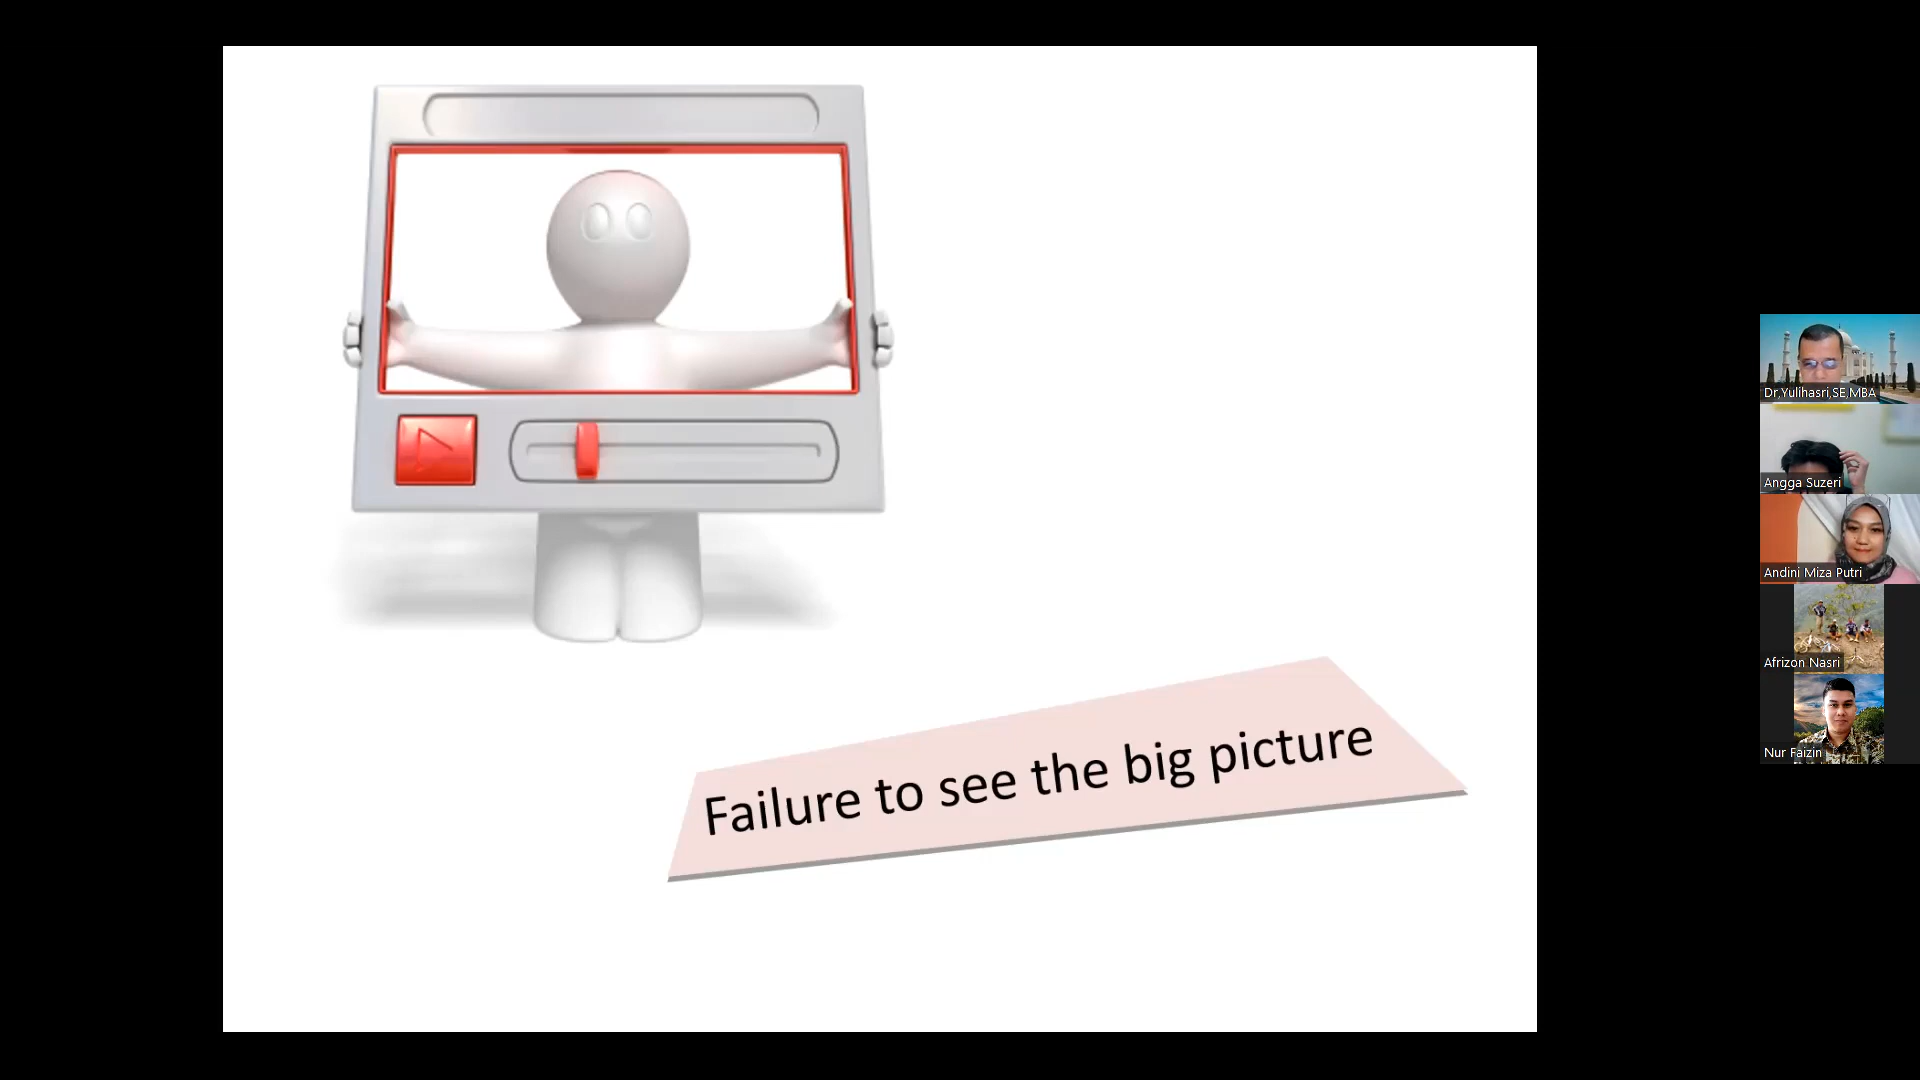 Failure to see the big picture
Dr,Yulihasri,SE,MBA
Angga Suzeri
Andini Miza Putri
Afrizon Nasri
Nur Faizin